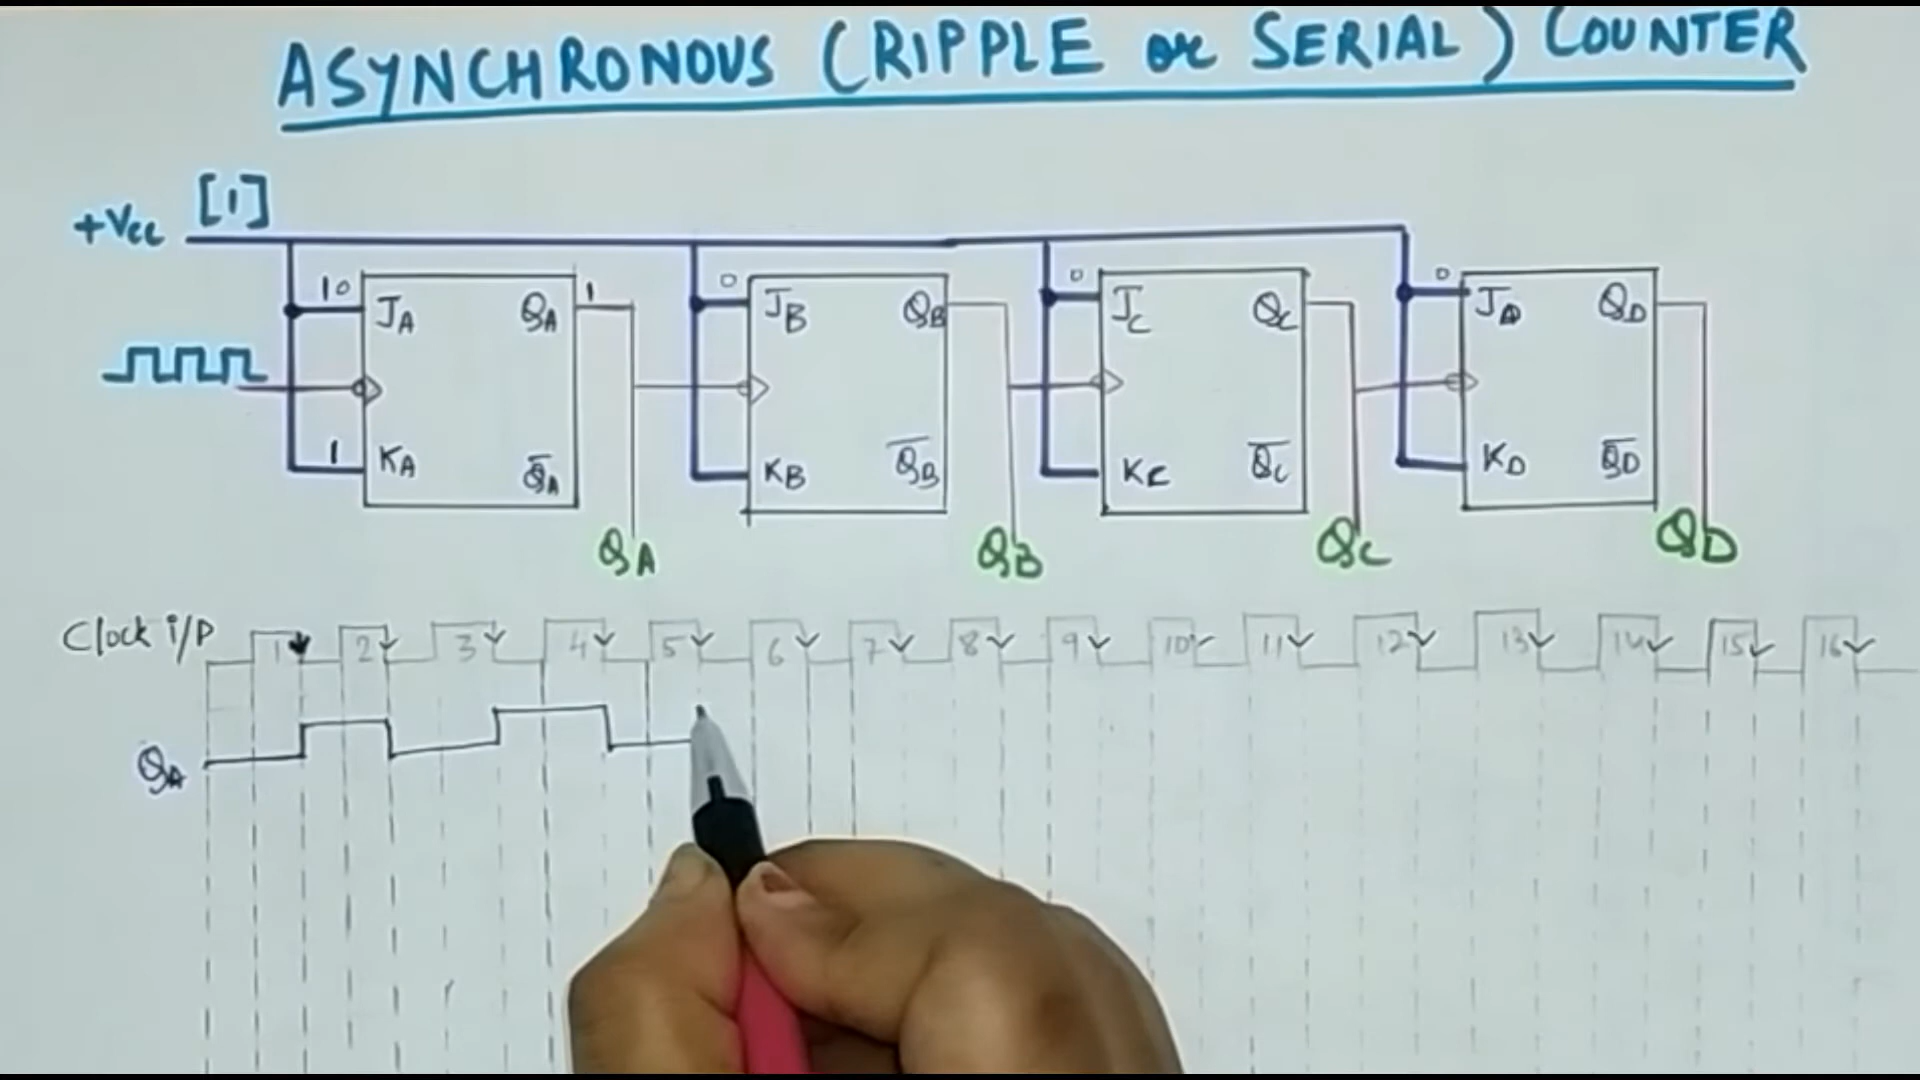 ASYNCHRONOUS (RIPPLE or SERIAL) COUNTER
+Vcc [1]
1 0 JA QA 1 0 JB QB 0 JC QC 0 JD QD
1 KA Q̅A KB Q̅B KC Q̅C KD Q̅D
QA QB QC QD
Clock i/P 1 2 3 4 5 6 7 8 9 10 11 12 13 14 15 16
QA